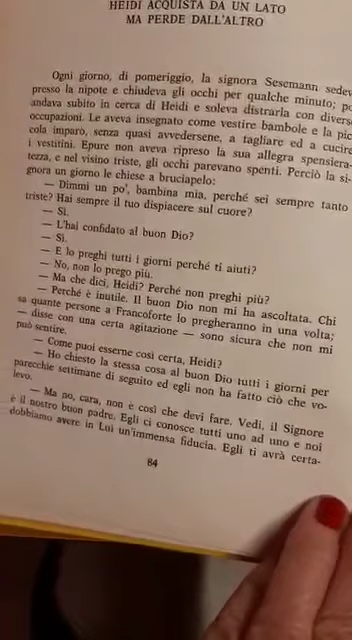 HEIDI ACQUISTA DA UN LATO
MA PERDE DALL'ALTRO
Ogni giorno, di pomeriggio, la signora Sesemann
presso la nipote e chiudeva gli occhi per qualche minuto;
andava subito in cerca di Heidi e soleva distrarla con
occupazioni. Le aveva insegnato come vestire bambole e la
cola imparò, senza quasi avvedersene, a tagliare ed a cucire
i vestitini. Epure non aveva ripreso la sua allegra spensiera-
tezza, e nel visino triste, gli occhi parevano spenti. Perciò la si-
gnora un giorno le chiese a bruciapelo:
— Dimmi un po', bambina mia, perché sei sempre tanto
triste? Hai sempre il tuo dispiacere sul cuore?
— Sì.
— L'hai confidato al buon Dio?
— Sì.
— E lo preghi tutti i giorni perché ti aiuti?
— No, non lo prego più.
— Ma che dici, Heidi? Perché non preghi più?
— Perché è inutile. Il buon Dio non mi ha ascoltata. Chi
sa quante persone a Francoforte lo pregheranno in una volta;
— disse con una certa agitazione — sono sicura che non mi
può sentire.
— Come puoi esserne così certa, Heidi?
— Ho chiesto la stessa cosa al buon Dio tutti i giorni per
parecchie settimane di seguito ed egli non ha fatto ciò che vo-
levo.
— Ma no, cara, non è così che devi fare. Vedi, il Signore
è il nostro buon padre. Egli ci conosce tutti uno ad uno e noi
dobbiamo avere in Lui un'immensa fiducia. Egli ti avrà certa-
84